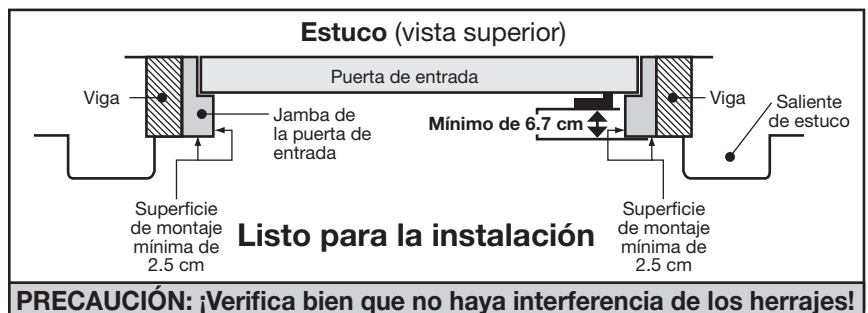 Estuco (vista superior)
Puerta de entrada
Viga
Jamba de
la puerta de
entrada
Mínimo de 6.7 cm
Viga
Saliente
de estuco
Superficie
de montaje
mínima de
2.5 cm
Listo para la instalación
Superficie
de montaje
mínima de
2.5 cm
PRECAUCIÓN: ¡Verifica bien que no haya interferencia de los herrajes!